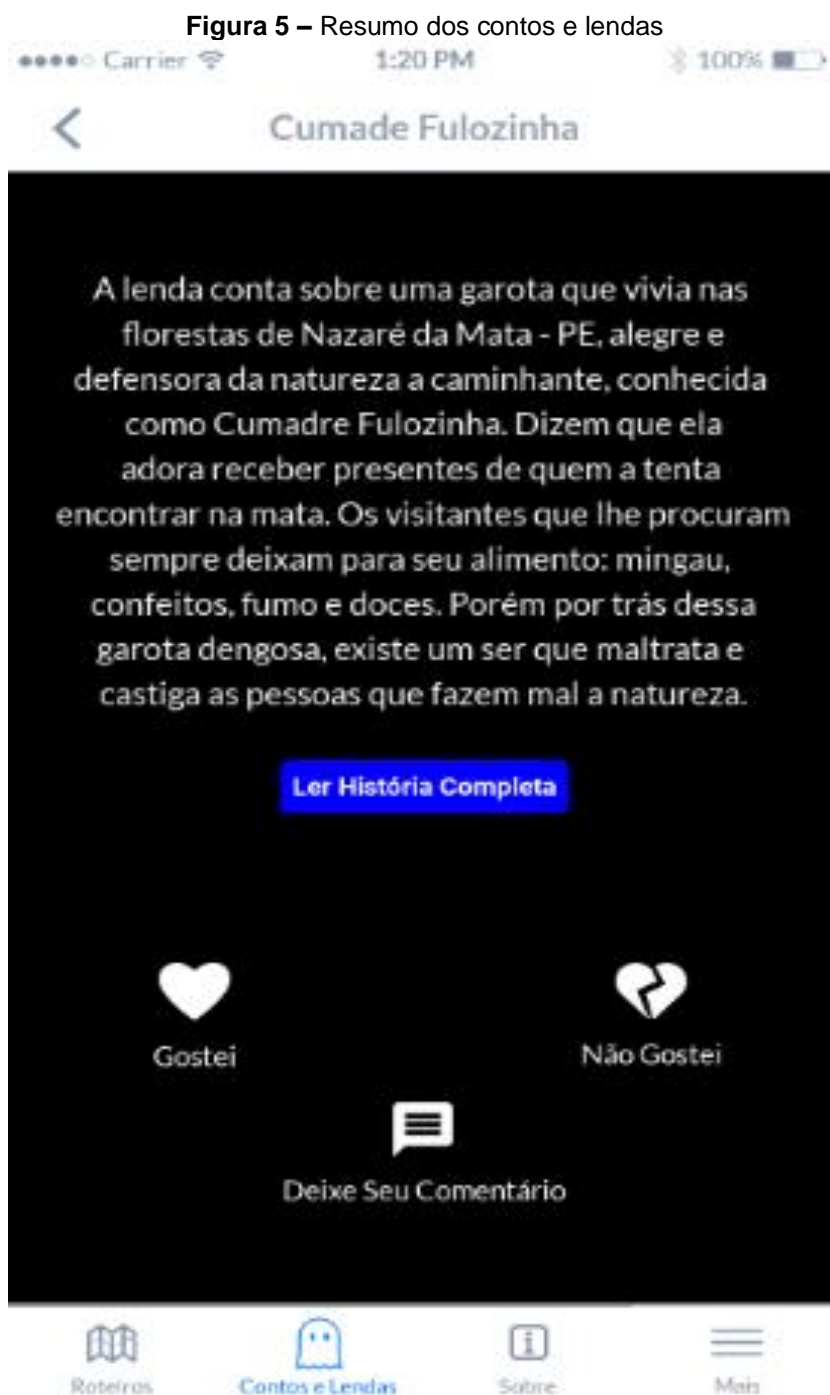 Figura 5 – Resumo dos contos e lendas
Carrier 1:20 PM 100%
Cumade Fulozinha
A lenda conta sobre uma garota que vivia nas
florestas de Nazaré da Mata - PE, alegre e
defensora da natureza a caminhante, conhecida
como Cumadre Fulozinha. Dizem que ela
adora receber presentes de quem a tenta
encontrar na mata. Os visitantes que lhe procuram
sempre deixam para seu alimento: mingau,
confeitos, fumo e doces. Porém por trás dessa
garota dengosa, existe um ser que maltrata e
castiga as pessoas que fazem mal a natureza.
Ler História Completa
Gostei Não Gostei
Deixe Seu Comentário
Roteiros Contos e Lendas Sobre Mais